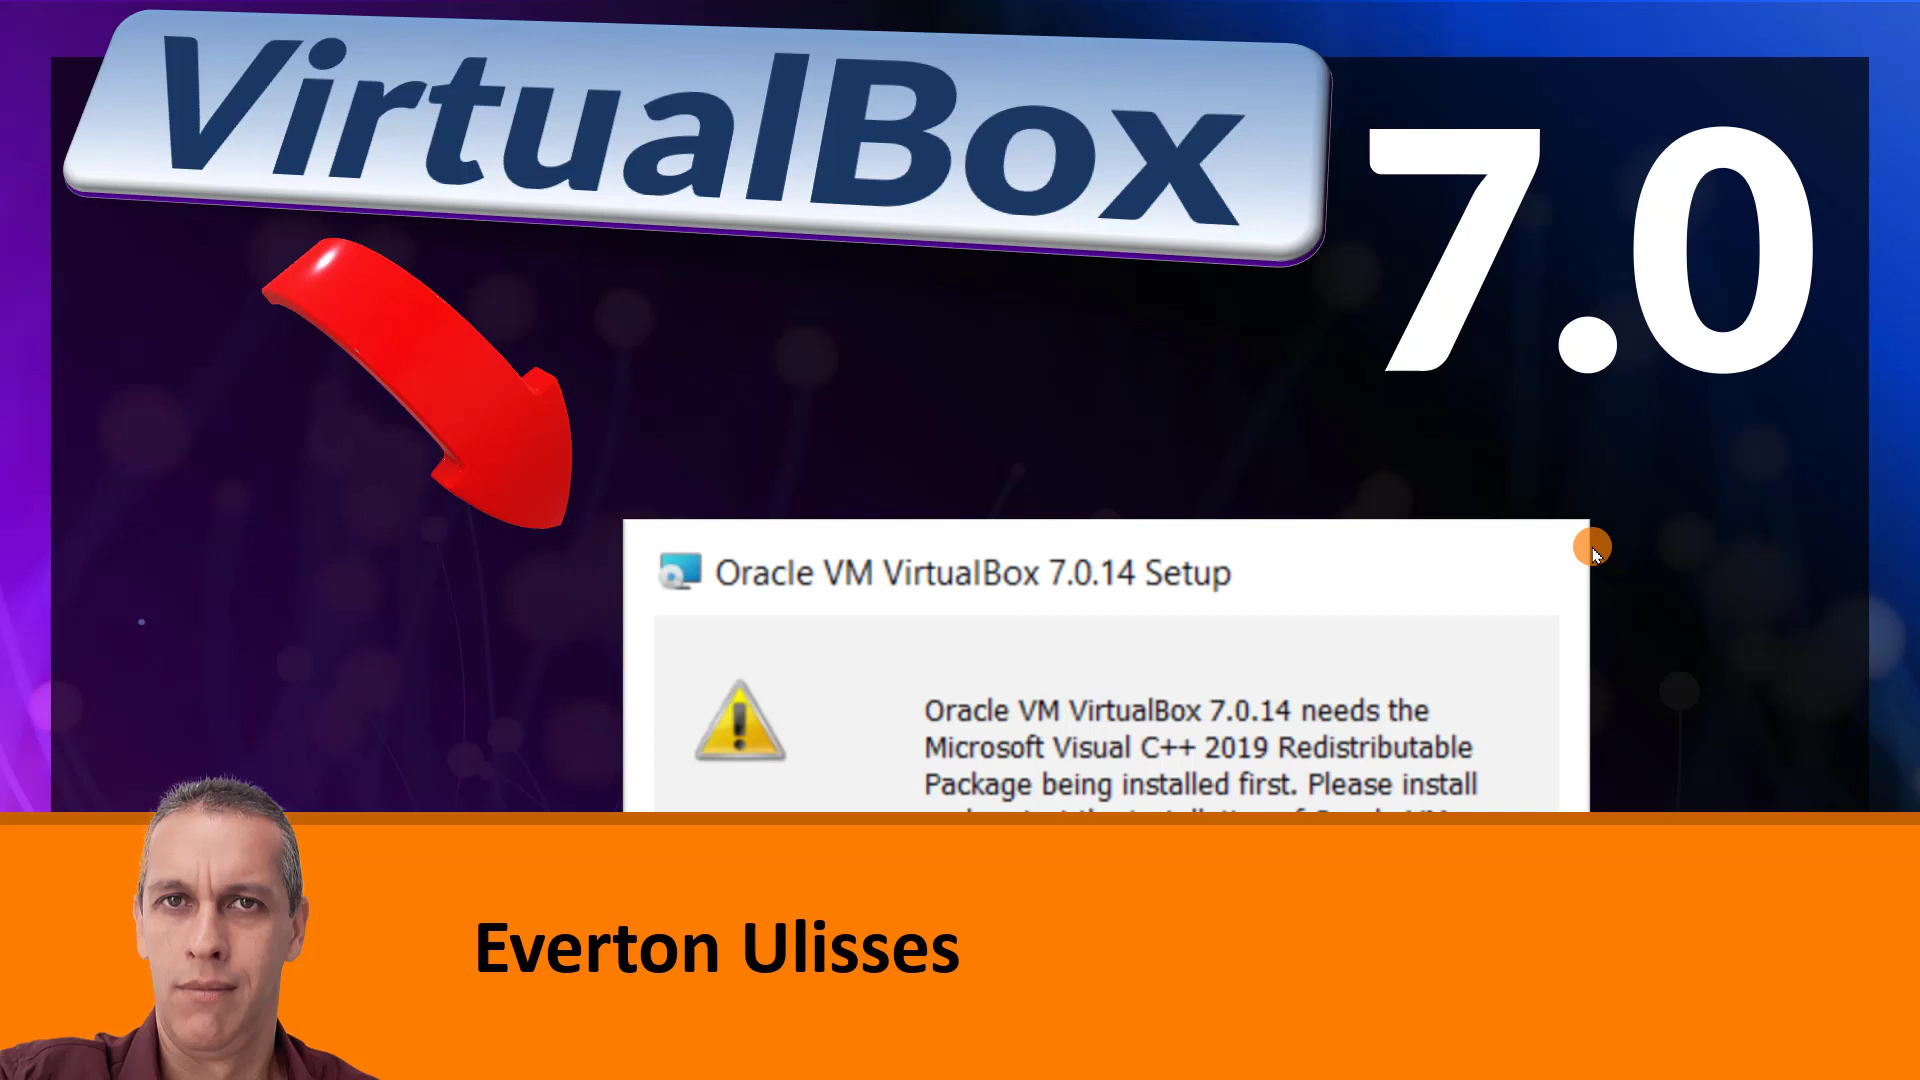 VirtualBox
7.0
Oracle VM VirtualBox 7.0.14 Setup
Oracle VM VirtualBox 7.0.14 needs the
Microsoft Visual C++ 2019 Redistributable
Package being installed first. Please install
Everton Ulisses